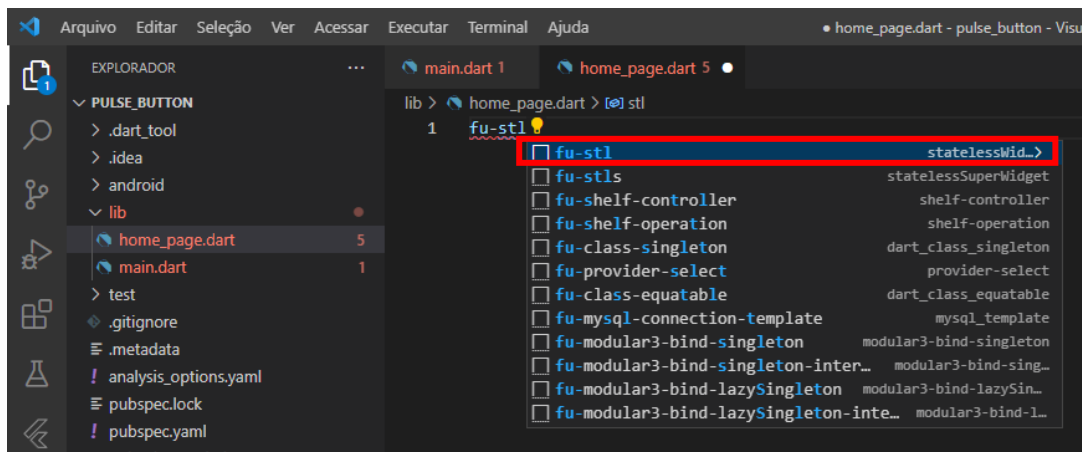 Arquivo Editar Seleção Ver Acessar Executar Terminal Ajuda ● home_page.dart - pulse_button - Visu
EXPLORADOR ...
main.dart 1 home_page.dart 5 ●
PULSE_BUTTON
lib > home_page.dart > stl
> .dart_tool
1 fu-stl
> .idea
fu-stl statelessWid…>
> android
fu-stls statelessSuperWidget
lib
fu-shelf-controller shelf-controller
home_page.dart 5
fu-shelf-operation shelf-operation
fu-class-singleton dart_class_singleton
main.dart 1
fu-provider-select provider-select
> test
fu-class-equatable dart_class_equatable
.gitignore
fu-mysql-connection-template mysql_template
.metadata
fu-modular3-bind-singleton modular3-bind-singleton
fu-modular3-bind-singleton-inter… modular3-bind-sing…
! analysis_options.yaml
fu-modular3-bind-lazySingleton modular3-bind-lazySin…
pubspec.lock
fu-modular3-bind-lazySingleton-inte… modular3-bind-l…
! pubspec.yaml
1